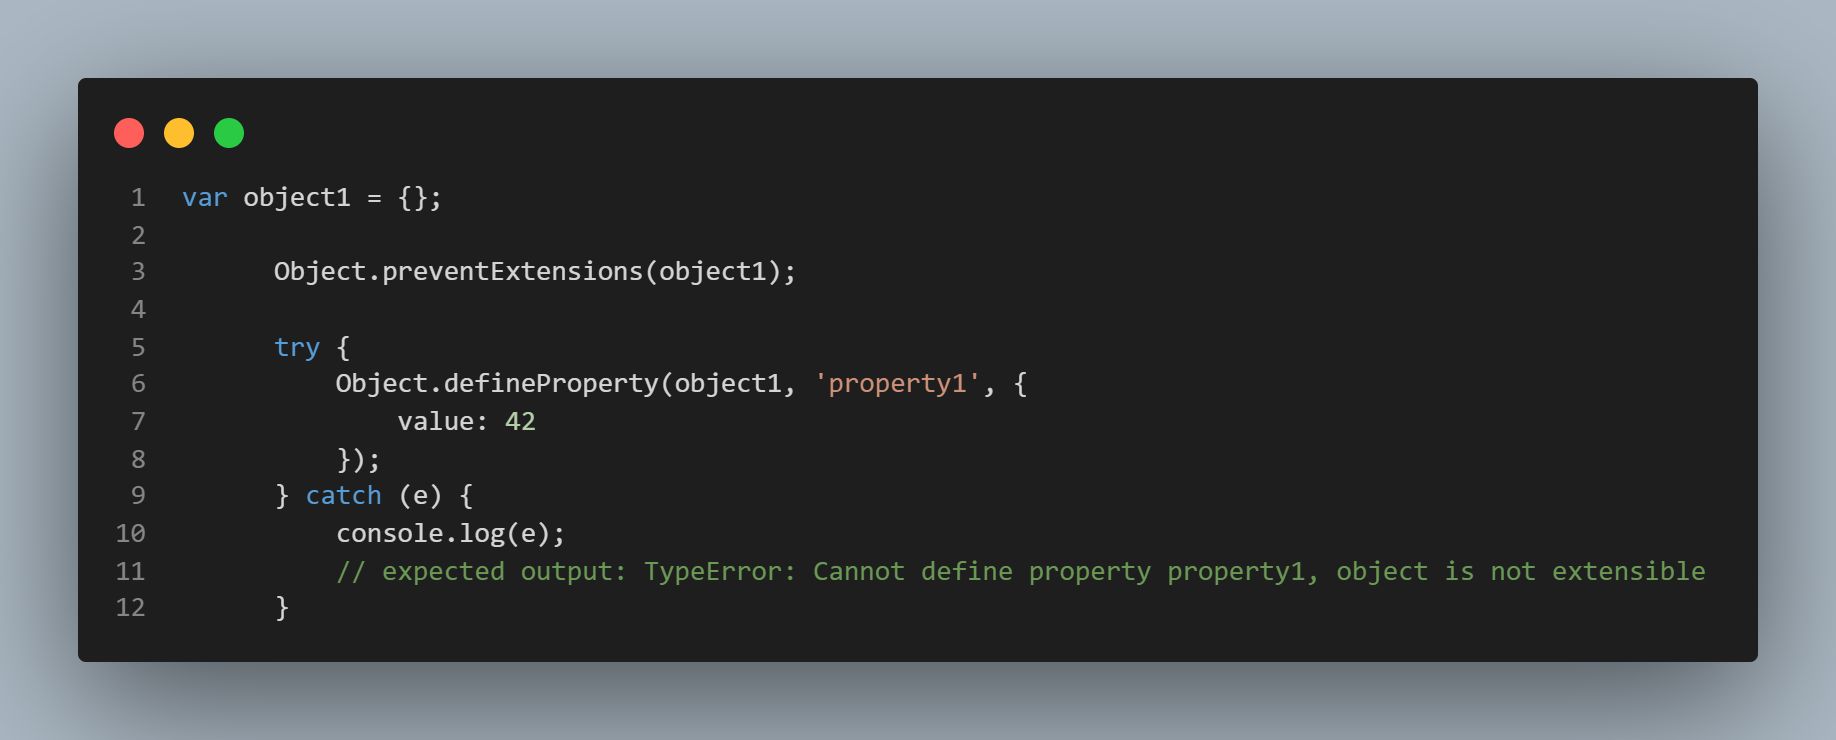 1 var object1 = {};
2
3 Object.preventExtensions(object1);
4
5 try {
6 Object.defineProperty(object1, 'property1', {
7 value: 42
8 });
9 } catch (e) {
10 console.log(e);
11 // expected output: TypeError: Cannot define property property1, object is not extensible
12 }